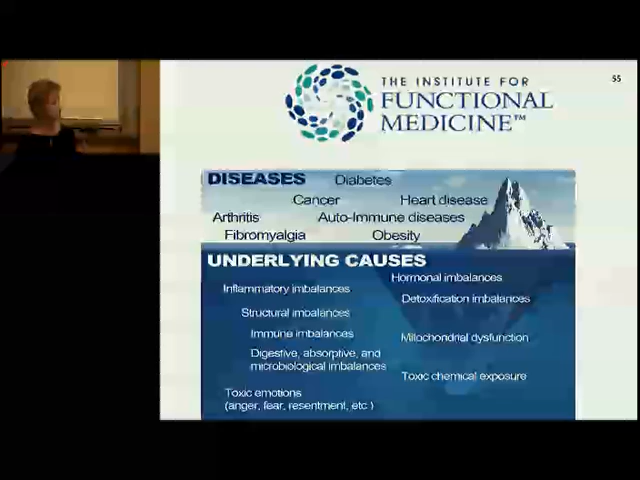 55
THE INSTITUTE FOR
FUNCTIONAL
MEDICINE™
DISEASES
Diabetes
Cancer
Heart disease
Arthritis
Auto-Immune diseases
Fibromyalgia
Obesity
UNDERLYING CAUSES
Hormonal imbalances
Inflammatory imbalances
Detoxification imbalances
Structural imbalances
Immune imbalances
Mitochondrial dysfunction
Digestive, absorptive, and
microbiological imbalances
Toxic chemical exposure
Toxic emotions
(anger, fear, resentment, etc )